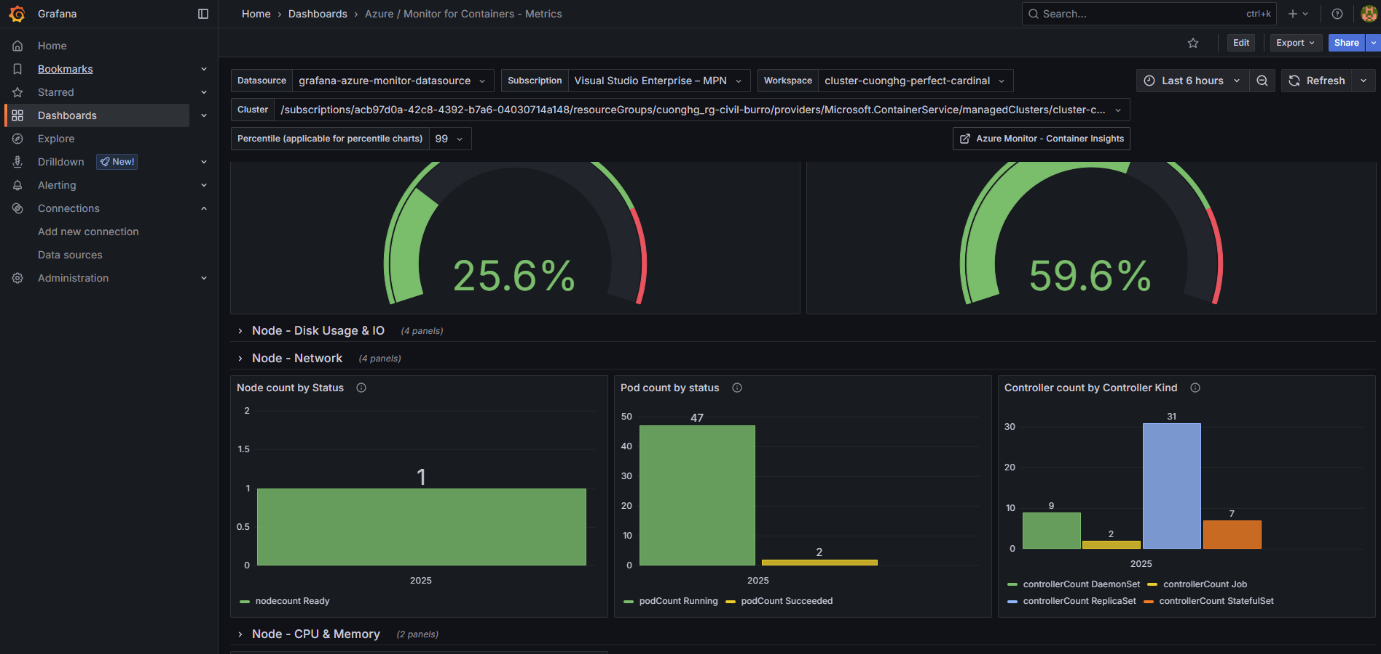 Grafana
Home › Dashboards › Azure / Monitor for Containers - Metrics
Search... ctrl+k
Home
Bookmarks
Starred
Dashboards
Explore
Drilldown New!
Alerting
Connections
Add new connection
Data sources
Administration
Edit Export Share
Datasource grafana-azure-monitor-datasource Subscription Visual Studio Enterprise – MPN Workspace cluster-cuonghg-perfect-cardinal Last 6 hours Refresh
Cluster /subscriptions/acb97d0a-42c8-4392-b7a6-04030714a148/resourceGroups/cuonghg_rg-civil-burro/providers/Microsoft.ContainerService/managedClusters/cluster-c...
Percentile (applicable for percentile charts) 99 Azure Monitor - Container Insights
25.6%
59.6%
Node - Disk Usage & IO (4 panels)
Node - Network (4 panels)
Node count by Status
2
1.5
1
0.5
0
1
2025
nodecount Ready
Pod count by status
50
40
30
20
10
0
47
2
2025
podCount Running podCount Succeeded
Controller count by Controller Kind
30
20
10
0
9
2
31
7
2025
controllerCount DaemonSet controllerCount Job
controllerCount ReplicaSet controllerCount StatefulSet
Node - CPU & Memory (2 panels)